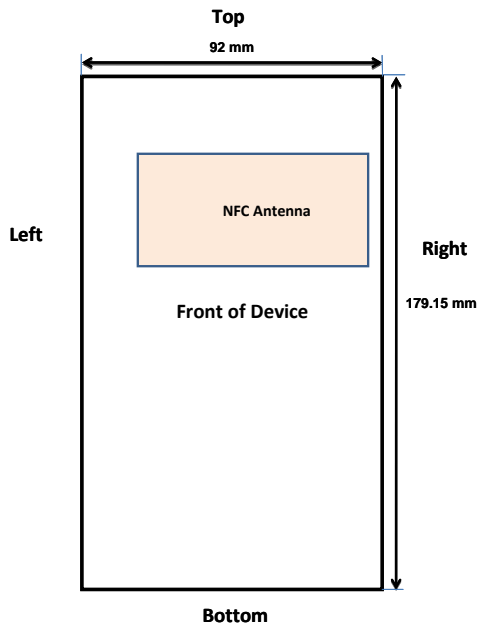 Top
92 mm
NFC Antenna
Left
Right
179.15 mm
Front of Device
Bottom